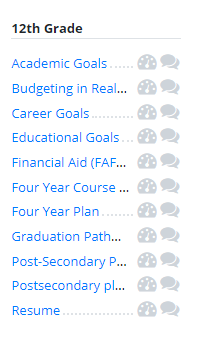 12th Grade
Academic Goals
Budgeting in Real...
Career Goals
Educational Goals
Financial Aid (FAF...
Four Year Course ...
Four Year Plan
Graduation Path...
Post-Secondary P...
Postsecondary pl...
Resume